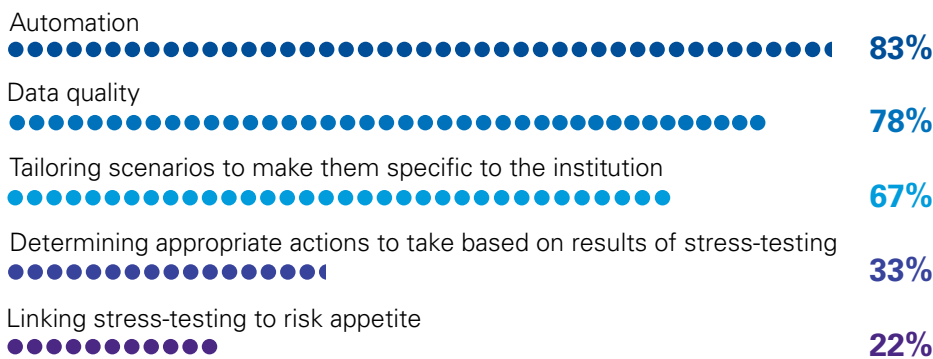 Automation
83%
Data quality
78%
Tailoring scenarios to make them specific to the institution
67%
Determining appropriate actions to take based on results of stress-testing
33%
Linking stress-testing to risk appetite
22%